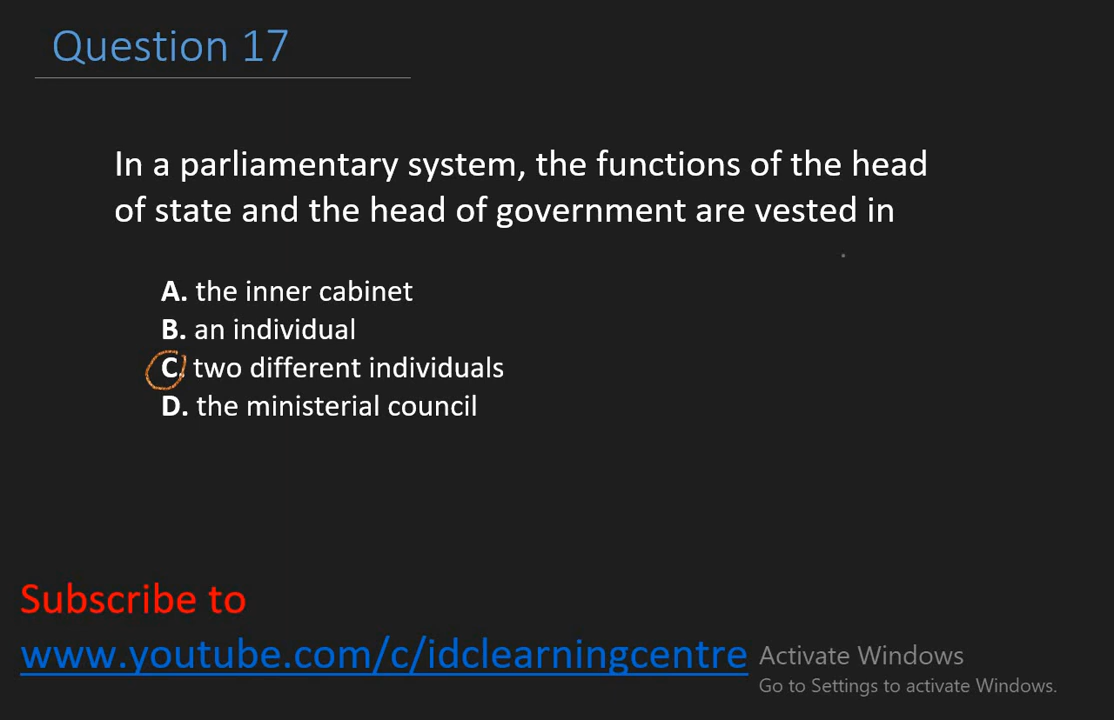 Question 17
In a parliamentary system, the functions of the head
of state and the head of government are vested in
A. the inner cabinet
B. an individual
C. two different individuals
D. the ministerial council
Subscribe to
www.youtube.com/c/idclearningcentre
Activate Windows
Go to Settings to activate Windows.